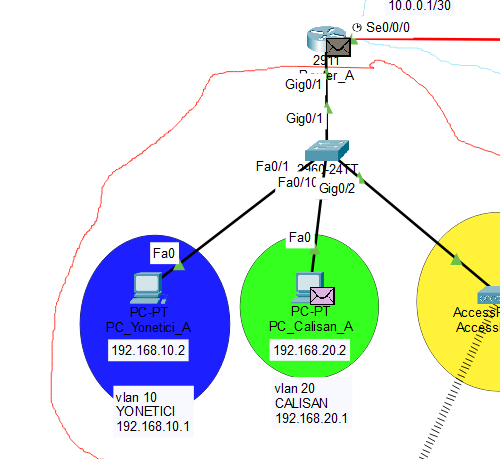 10.0.0.1/30
Se0/0/0
2911
Router_A
Gig0/1
Gig0/1
2960-24TT
Fa0/1
Fa0/10
Gig0/2
Fa0
Fa0
PC-PT
PC_Yonetici_A
192.168.10.2
PC-PT
PC_Calisan_A
192.168.20.2
vlan 10
YONETICI
192.168.10.1
vlan 20
CALISAN
192.168.20.1